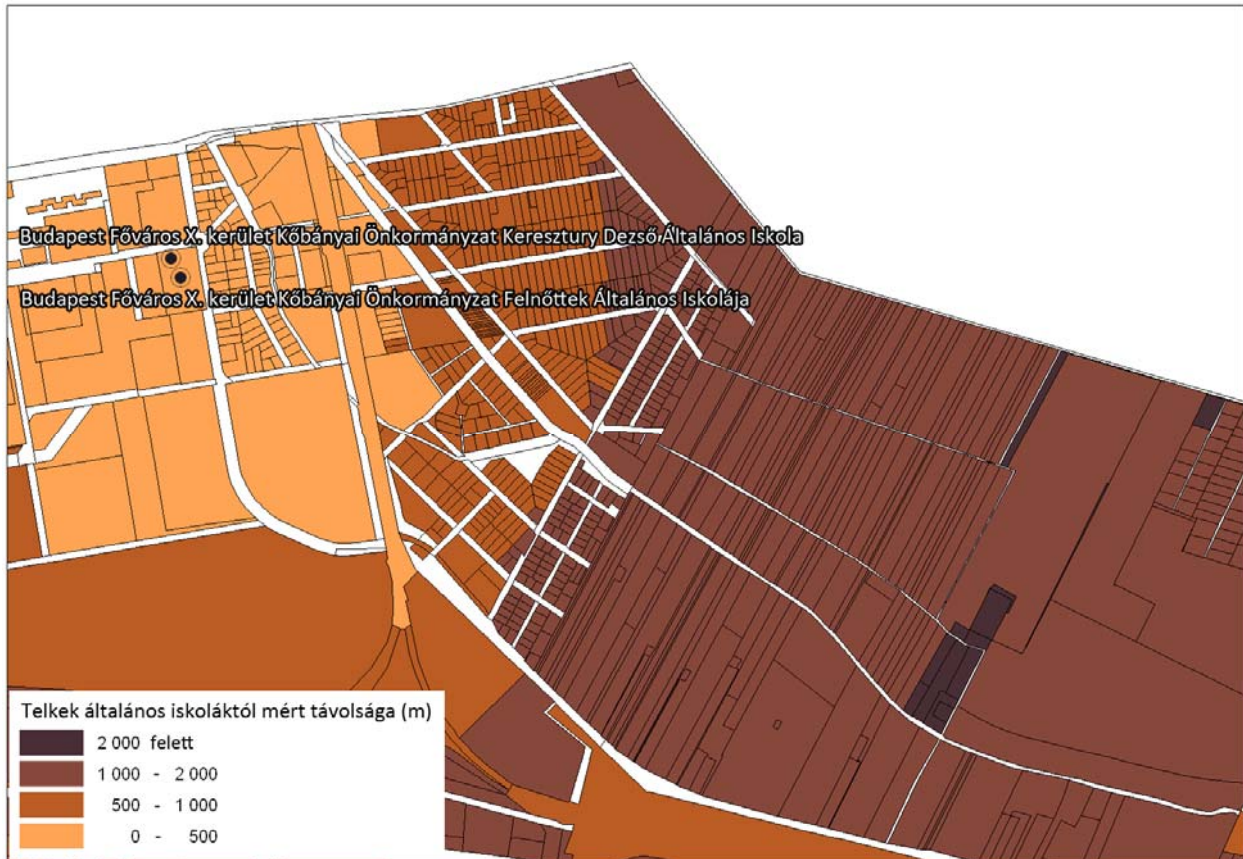 Budapest Főváros X. kerület Kőbányai Önkormányzat Keresztury Dezső Általános Iskola
Budapest Főváros X. kerület Kőbányai Önkormányzat Felnőttek Általános Iskolája
Telkek általános iskoláktól mért távolsága (m)
2 000 felett
1 000 - 2 000
500 - 1 000
0 - 500